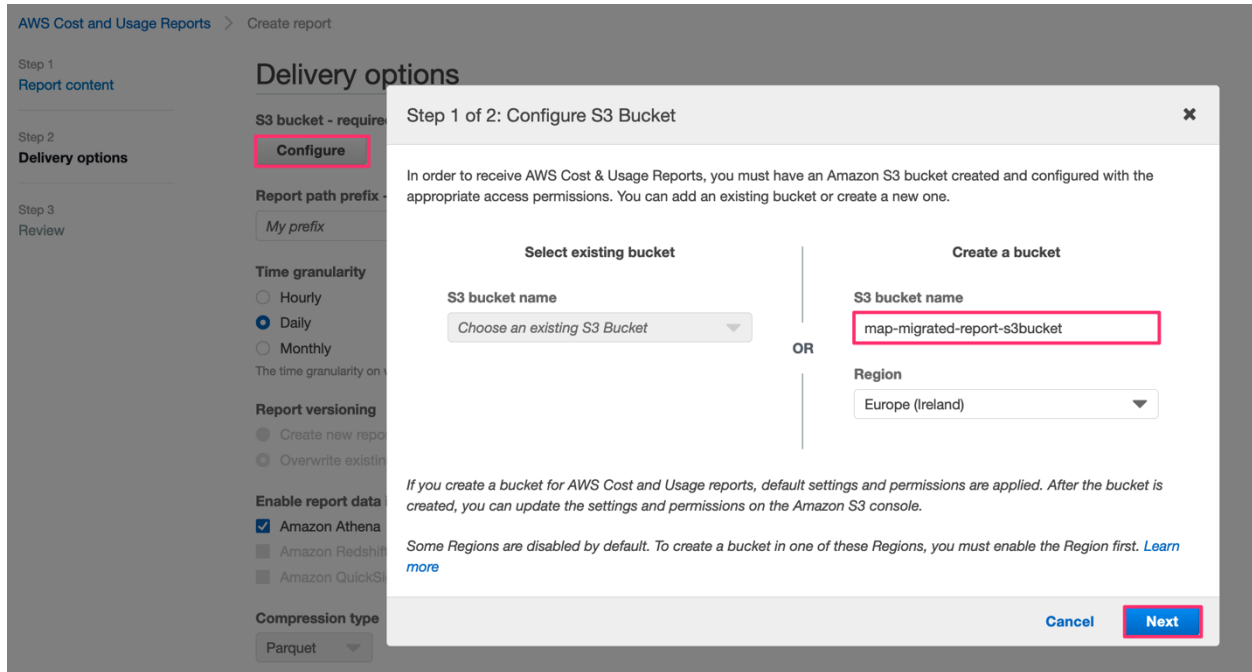 AWS Cost and Usage Reports > Create report
Step 1
Report content
Step 2
Delivery options
Step 3
Review
Delivery options
S3 bucket - require
Configure
Report path prefix -
My prefix
Time granularity
Hourly
Daily
Monthly
The time granularity on
Report versioning
Create new repo
Overwrite existin
Enable report data i
Amazon Athena
Amazon Redshift
Amazon QuickSi
Compression type
Parquet
Step 1 of 2: Configure S3 Bucket
In order to receive AWS Cost & Usage Reports, you must have an Amazon S3 bucket created and configured with the
appropriate access permissions. You can add an existing bucket or create a new one.
Select existing bucket
S3 bucket name
Choose an existing S3 Bucket
OR
Create a bucket
S3 bucket name
map-migrated-report-s3bucket
Region
Europe (Ireland)
If you create a bucket for AWS Cost and Usage reports, default settings and permissions are applied. After the bucket is
created, you can update the settings and permissions on the Amazon S3 console.
Some Regions are disabled by default. To create a bucket in one of these Regions, you must enable the Region first. Learn
more
Cancel
Next